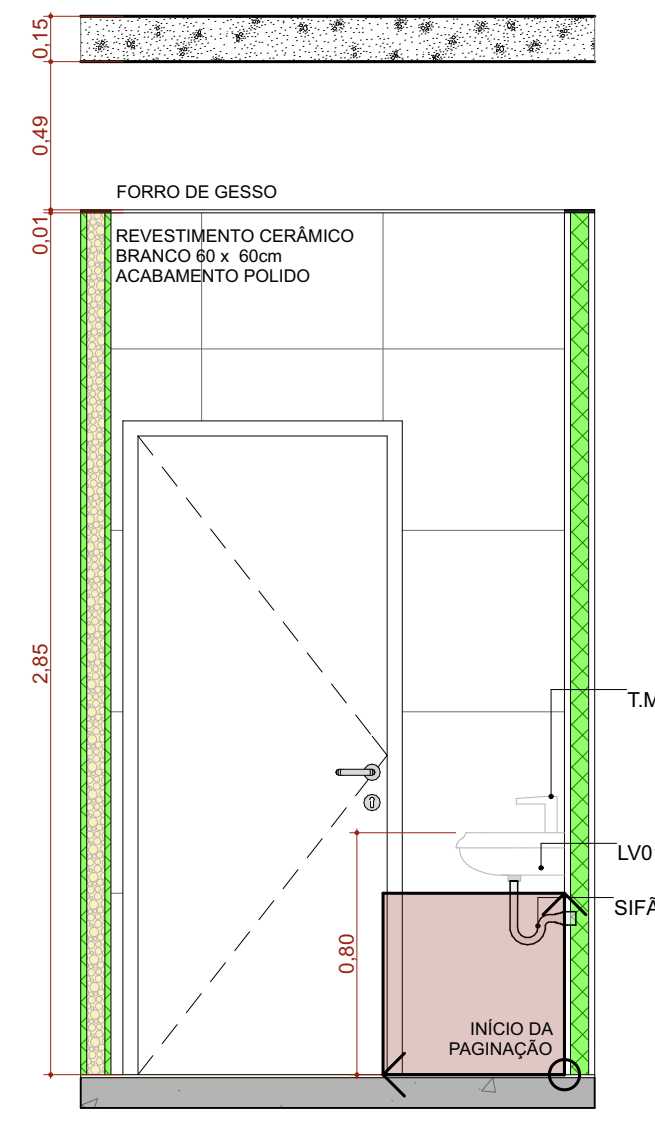 0,15
0,49
FORRO DE GESSO
0,01
REVESTIMENTO CERÂMICO
BRANCO 60 x 60cm
ACABAMENTO POLIDO
2,85
T.M
LV0
SIFÃ
0,80
INÍCIO DA
PAGINAÇÃO